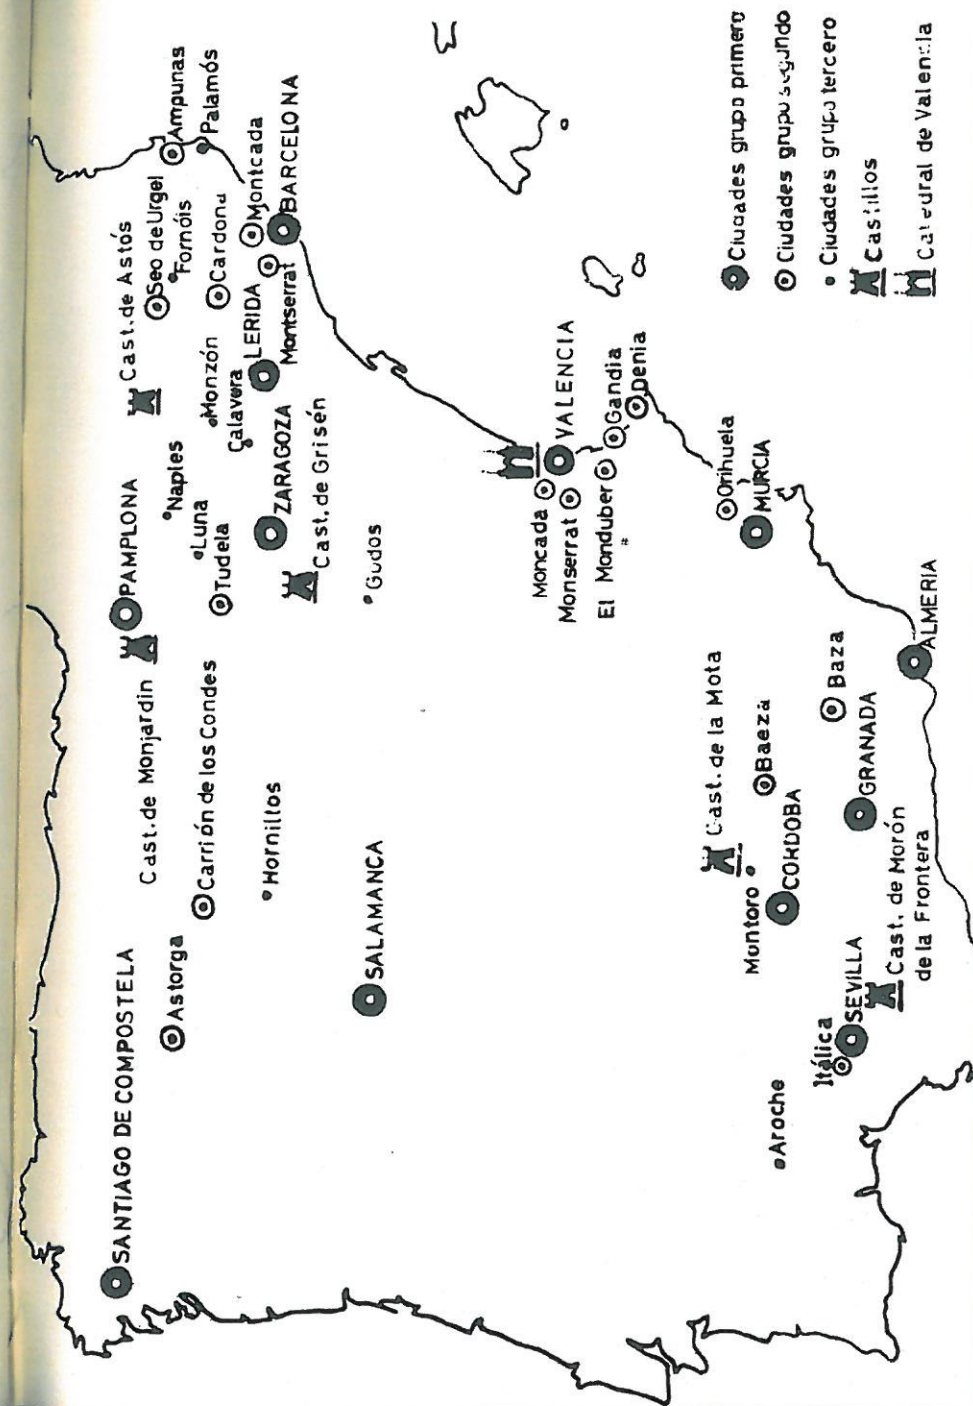 SANTIAGO DE COMPOSTELA
Astorga
Carrión de los Condes
Hornillos
SALAMANCA
Cast. de Monjardin
PAMPLONA
Naples
Luna
Tudela
ZARAGOZA
Cast. de Grisén
Gudos
Cast. de Astós
Monzón
Calavera
LERIDA
Montserrat
Seo de Urgel
Fornóis
Cardona
Montcada
BARCELONA
Ampunas
Palamós
Moncada
VALENCIA
Monserrat
El Monduber
Gandia
Denia
Orihuela
MURCIA
Cast. de la Mota
Baeza
Muntoro
CORDOBA
Baza
GRANADA
ALMERIA
Itálica
SEVILLA
Cast. de Morón
de la Frontera
Aroche
Ciudades grupo primero
Ciudades grupo segundo
Ciudades grupo tercero
Castillos
Catedral de Valencia